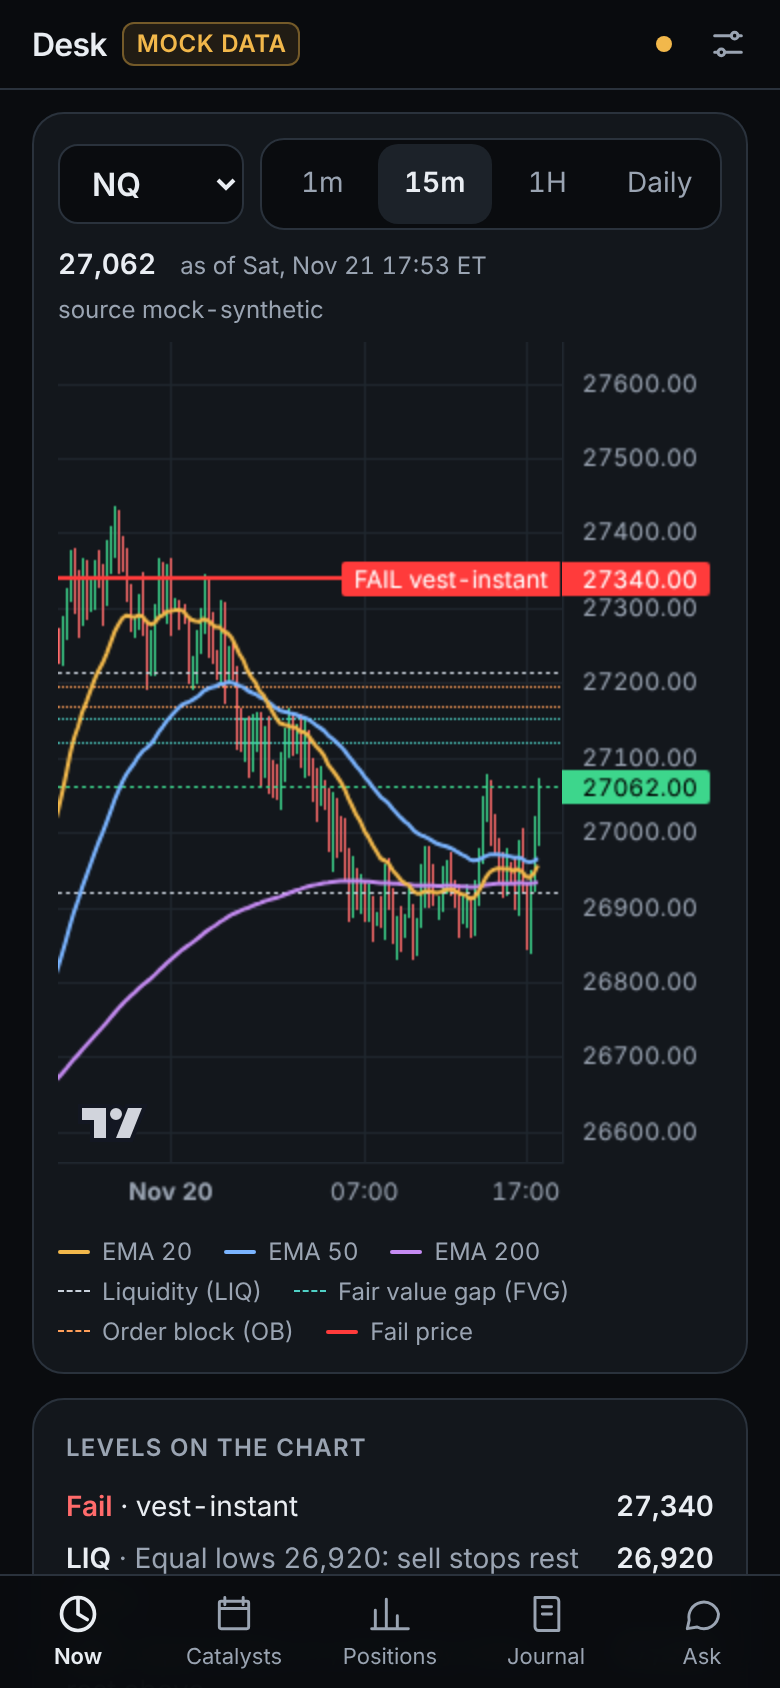 Desk MOCK DATA
NQ 1m 15m 1H Daily
27,062 as of Sat, Nov 21 17:53 ET
source mock-synthetic
27600.00
27500.00
27400.00
FAIL vest-instant 27340.00
27300.00
27200.00
27100.00
27062.00
27000.00
26900.00
26800.00
26700.00
26600.00
Nov 20 07:00 17:00
EMA 20 EMA 50 EMA 200
Liquidity (LIQ) Fair value gap (FVG)
Order block (OB) Fail price
LEVELS ON THE CHART
Fail · vest-instant 27,340
LIQ · Equal lows 26,920: sell stops rest 26,920
Now Catalysts Positions Journal Ask